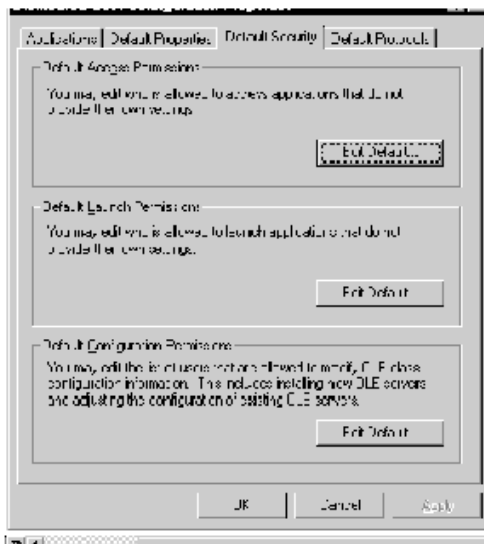 Applications Default Properties Default Security Default Protocols
Default Access Permissions
You may edit who is allowed to access applications that do not
provide their own settings.
Edit Default...
Default Launch Permissions
You may edit who is allowed to launch applications that do not
provide their own settings.
Edit Default...
Default Configuration Permissions
You may edit the list of users that are allowed to modify OLE class
configuration information. This includes installing new OLE servers
and adjusting the configuration of existing OLE servers.
Edit Default...
OK Cancel Apply